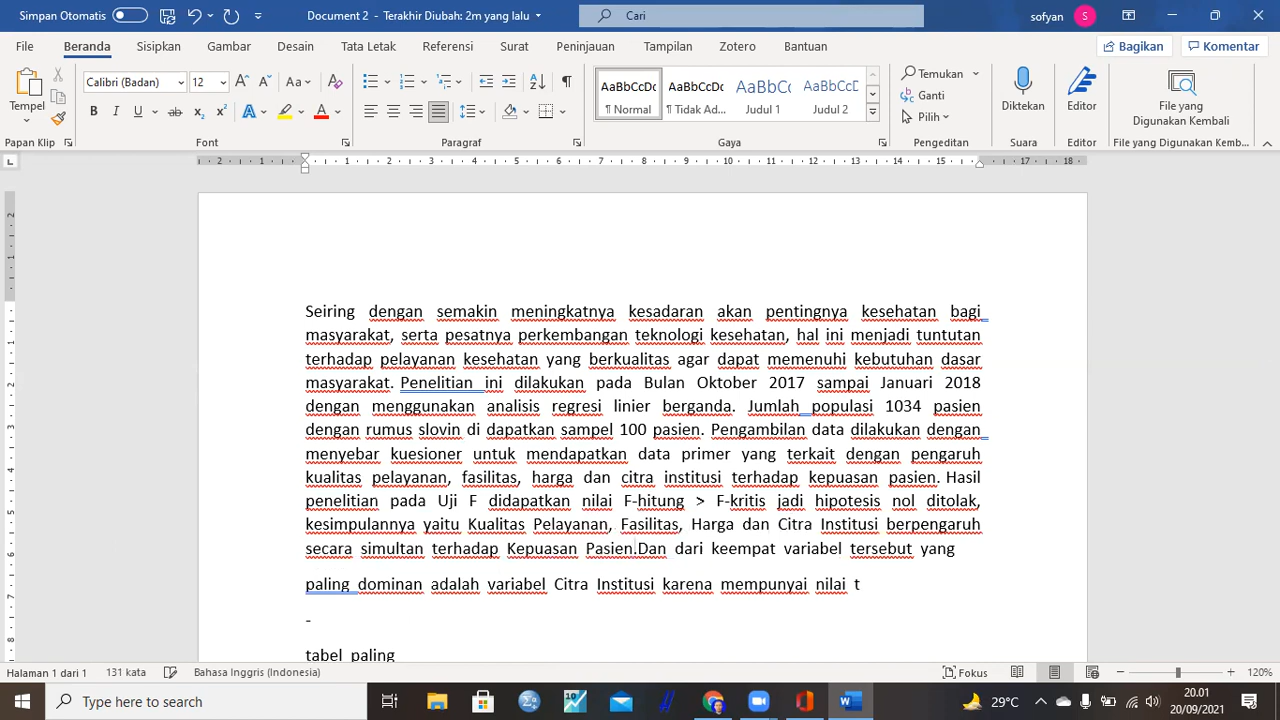 Simpan Otomatis
Document 2 - Terakhir Diubah: 2m yang lalu
Cari
sofyan
S
File Beranda Sisipkan Gambar Desain Tata Letak Referensi Surat Peninjauan Tampilan Zotero Bantuan
Bagikan
Komentar
Tempel
Calibri (Badan) 12
AaBbCcDc
¶ Normal
AaBbCcDc
¶ Tidak Ad...
AaBbCc
Judul 1
AaBbCcD
Judul 2
Temukan
Ganti
Pilih
Diktekan
Editor
File yang
Digunakan Kembali
Papan Klip
Font
Paragraf
Gaya
Pengeditan
Suara
Editor
File yang Digunakan Kemb...
Seiring dengan semakin meningkatnya kesadaran akan pentingnya kesehatan bagi
masyarakat, serta pesatnya perkembangan teknologi kesehatan, hal ini menjadi tuntutan
terhadap pelayanan kesehatan yang berkualitas agar dapat memenuhi kebutuhan dasar
masyarakat. Penelitian ini dilakukan pada Bulan Oktober 2017 sampai Januari 2018
dengan menggunakan analisis regresi linier berganda. Jumlah populasi 1034 pasien
dengan rumus slovin di dapatkan sampel 100 pasien. Pengambilan data dilakukan dengan
menyebar kuesioner untuk mendapatkan data primer yang terkait dengan pengaruh
kualitas pelayanan, fasilitas, harga dan citra institusi terhadap kepuasan pasien. Hasil
penelitian pada Uji F didapatkan nilai F-hitung > F-kritis jadi hipotesis nol ditolak,
kesimpulannya yaitu Kualitas Pelayanan, Fasilitas, Harga dan Citra Institusi berpengaruh
secara simultan terhadap Kepuasan Pasien.Dan dari keempat variabel tersebut yang
paling dominan adalah variabel Citra Institusi karena mempunyai nilai t
-
tabel paling
Halaman 1 dari 1 131 kata Bahasa Inggris (Indonesia)
Fokus
120%
Type here to search
29°C
20.01
20/09/2021